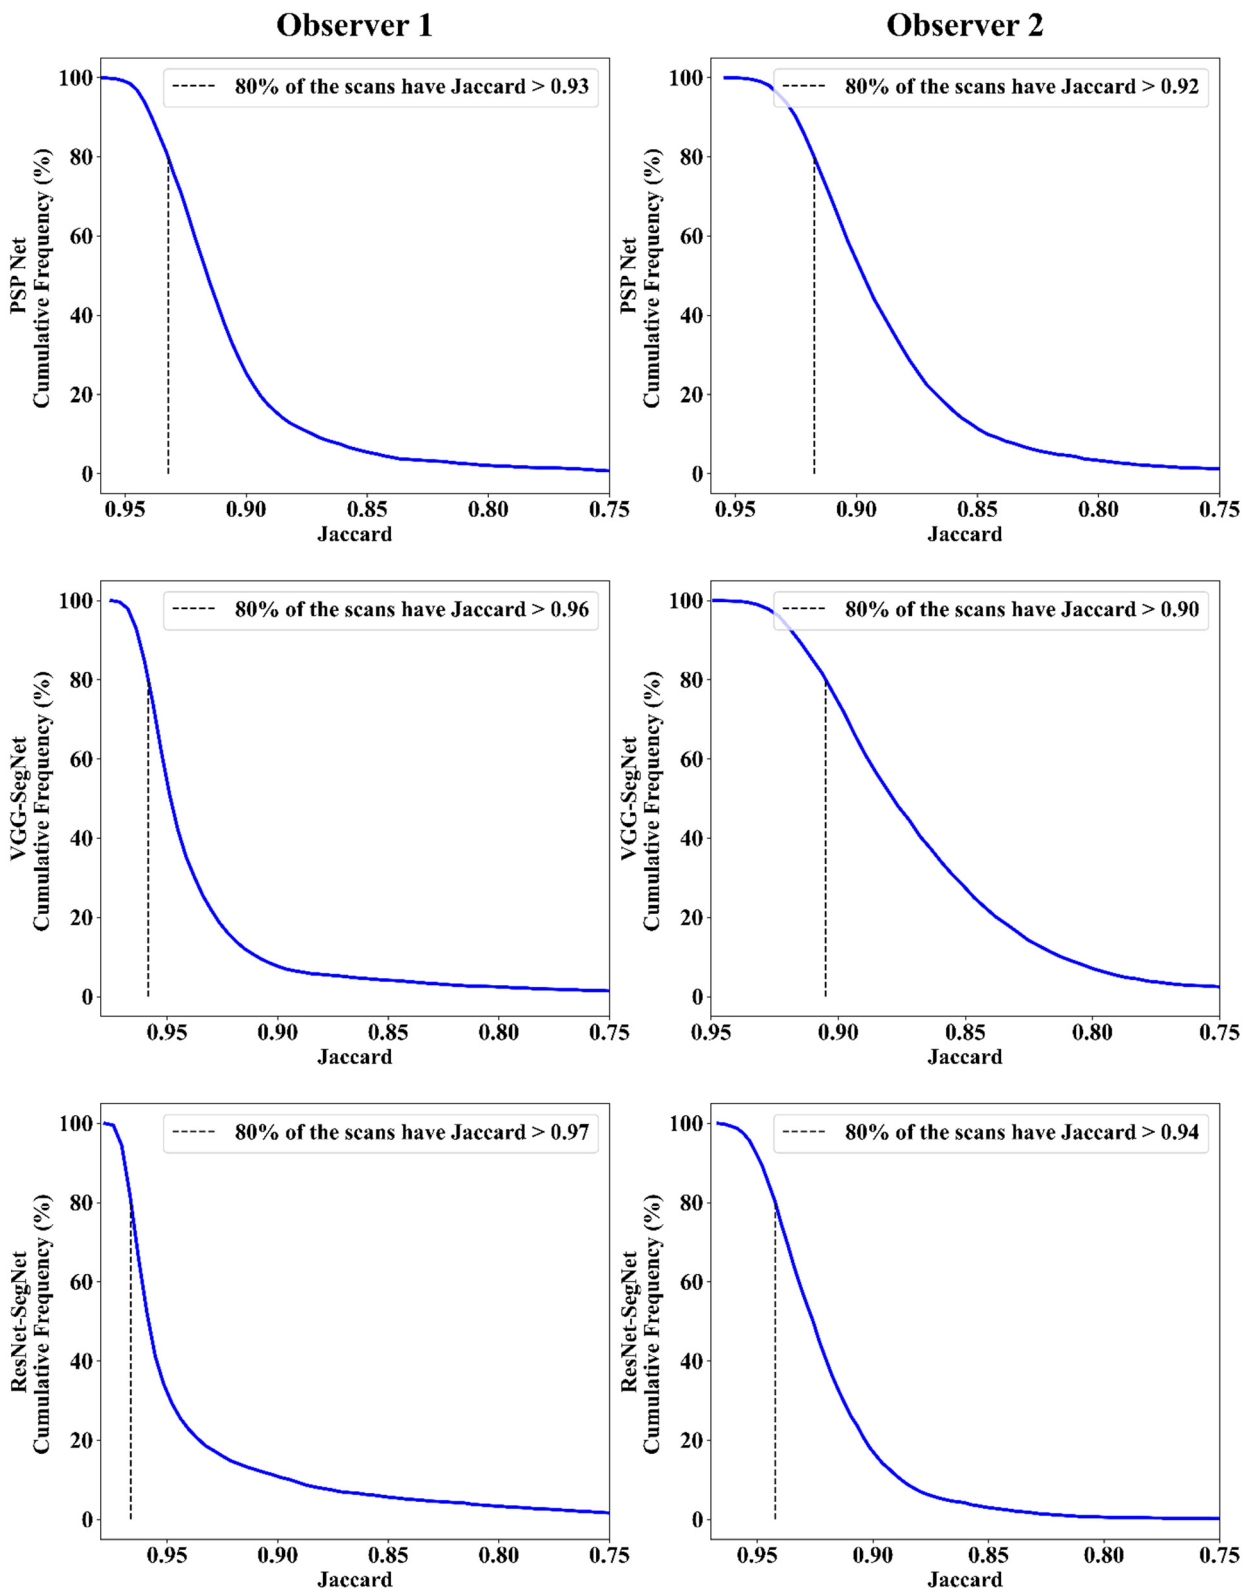 Observer 1
Observer 2
PSP Net
Cumulative Frequency (%)
100
80
60
40
20
0
80% of the scans have Jaccard > 0.93
0.95 0.90 0.85 0.80 0.75
Jaccard
PSP Net
Cumulative Frequency (%)
100
80
60
40
20
0
80% of the scans have Jaccard > 0.92
0.95 0.90 0.85 0.80 0.75
Jaccard
VGG-SegNet
Cumulative Frequency (%)
100
80
60
40
20
0
80% of the scans have Jaccard > 0.96
0.95 0.90 0.85 0.80 0.75
Jaccard
VGG-SegNet
Cumulative Frequency (%)
100
80
60
40
20
0
80% of the scans have Jaccard > 0.90
0.95 0.90 0.85 0.80 0.75
Jaccard
ResNet-SegNet
Cumulative Frequency (%)
100
80
60
40
20
0
80% of the scans have Jaccard > 0.97
0.95 0.90 0.85 0.80 0.75
Jaccard
ResNet-SegNet
Cumulative Frequency (%)
100
80
60
40
20
0
80% of the scans have Jaccard > 0.94
0.95 0.90 0.85 0.80 0.75
Jaccard